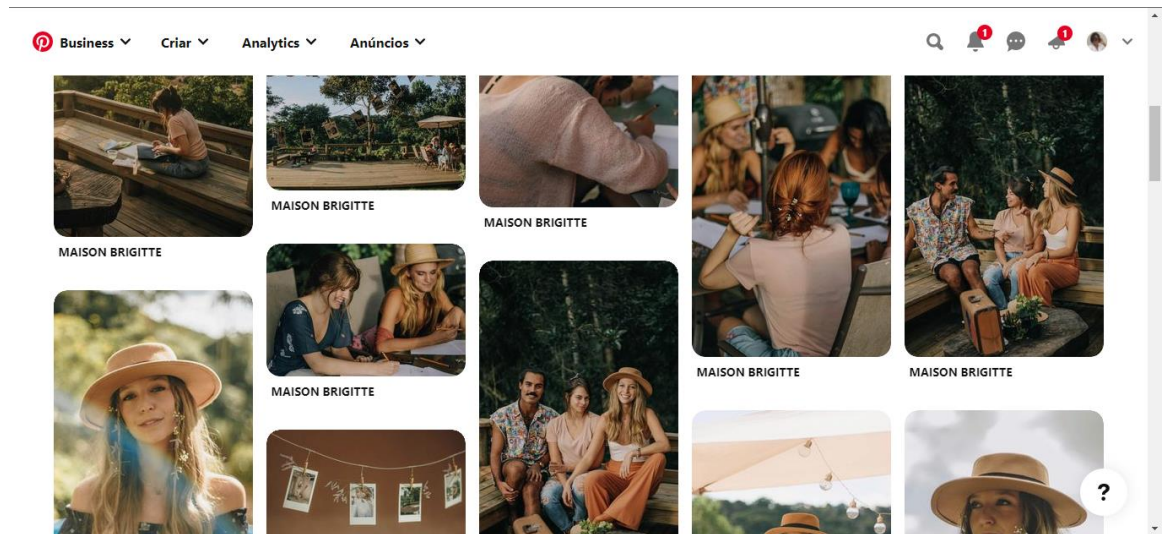 Business
Criar
Analytics
Anúncios
1
1
MAISON BRIGITTE
MAISON BRIGITTE
MAISON BRIGITTE
MAISON BRIGITTE
MAISON BRIGITTE
MAISON BRIGITTE
?